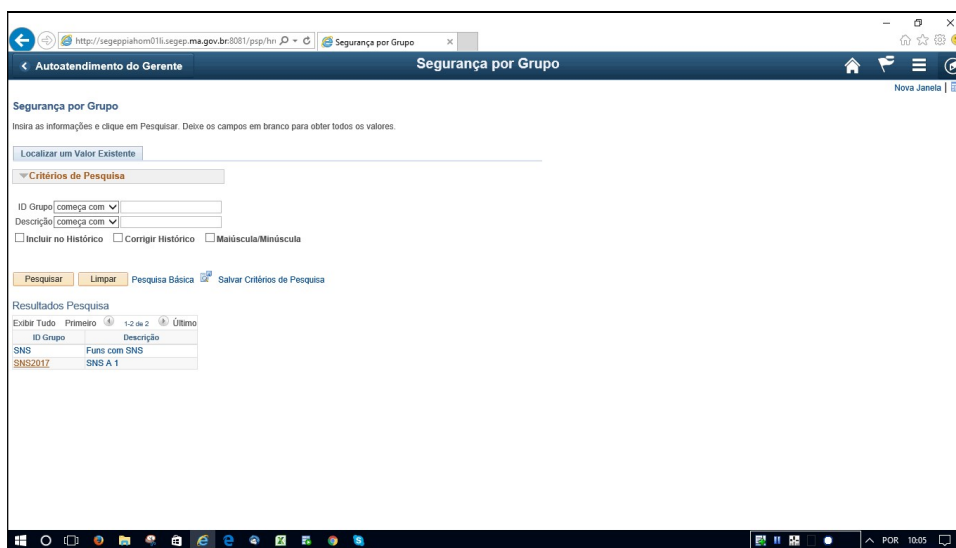 http://segeppiahom01li.segep.ma.gov.br:8081/psp/hn
Segurança por Grupo
Autoatendimento do Gerente
Segurança por Grupo
Nova Janela |
Segurança por Grupo
Insira as informações e clique em Pesquisar. Deixe os campos em branco para obter todos os valores.
Localizar um Valor Existente
Critérios de Pesquisa
ID Grupo começa com
Descrição começa com
Incluir no Histórico Corrigir Histórico Maiúscula/Minúscula
Pesquisar Limpar Pesquisa Básica Salvar Critérios de Pesquisa
Resultados Pesquisa
Exibir Tudo Primeiro 1-2 de 2 Último
ID Grupo Descrição
SNS Funs com SNS
SNS2017 SNS A 1
POR 10:05